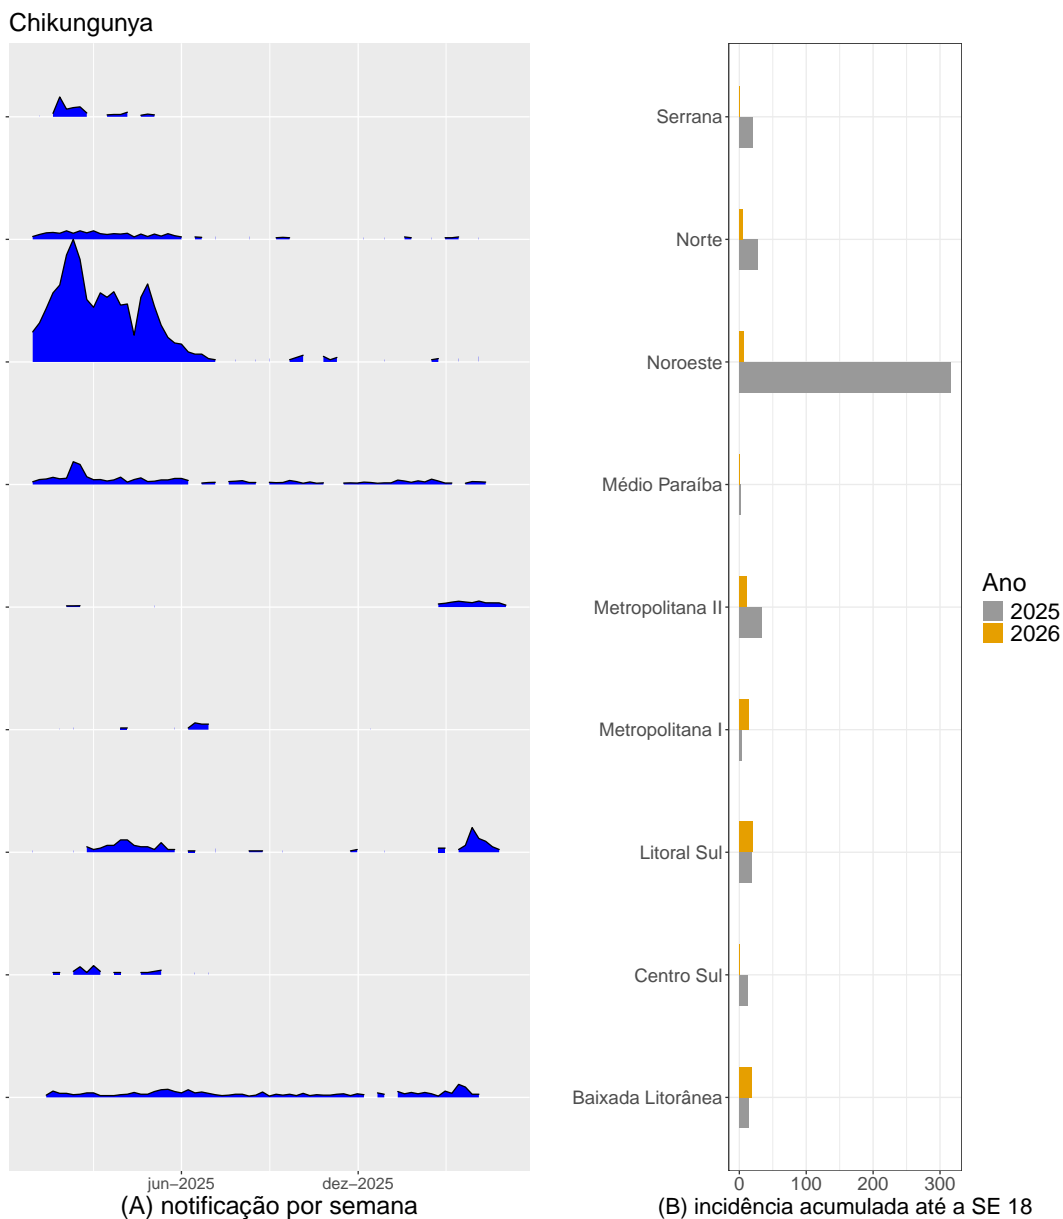 Chikungunya
Serrana
Norte
Noroeste
Médio Paraíba
Metropolitana II
Metropolitana I
Litoral Sul
Centro Sul
Baixada Litorânea
jun–2025
dez–2025
(A) notificação por semana
0
100
200
300
(B) incidência acumulada até a SE 18
Ano
2025
2026